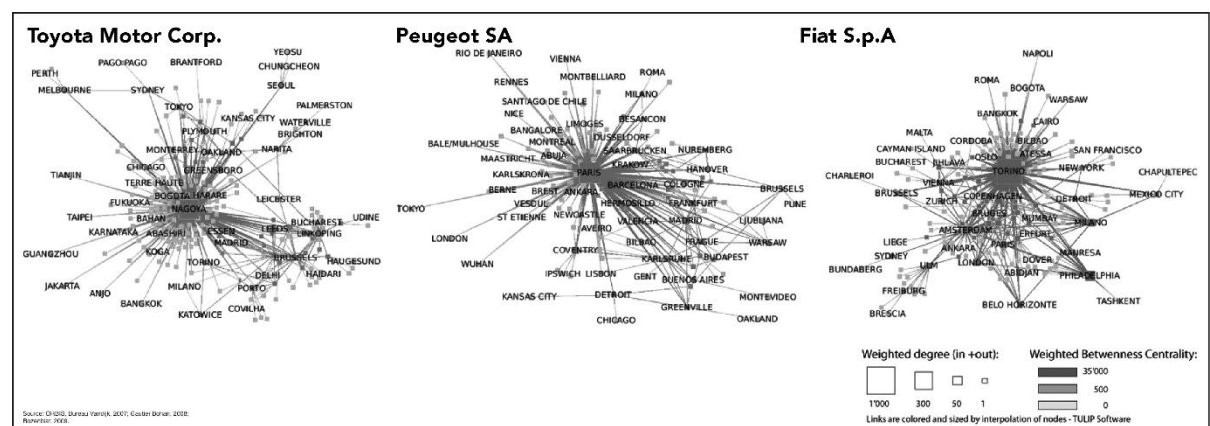 Toyota Motor Corp.
Peugeot SA
Fiat S.p.A
YEOSU
CHUNGCHEON
SEOUL
PAGO PAGO
BRANTFORD
PERTH
MELBOURNE
SYDNEY
TOKYO
KANSAS CITY
PALMERSTON
WATERVILLE
BRIGHTON
PLYMOUTH
MONTERREY
OAKLAND
NARITA
CHICAGO
GREENSBORO
TIANJIN
TERRE HAUTE
BOGOTA
HARARE
LEICESTER
FUKUOKA
NAGOYA
TAIPEI
BAHAN
BUCHAREST
UDINE
KARNATAKA
ABASHIRI
ESSEN
LEEDS
LINKOPING
MADRID
GUANGZHOU
KOGA
TORINO
BRUSSELS
HAUGESUND
DELHI
HAIDARI
JAKARTA
ANJO
MILANO
PORTO
BANGKOK
KATOWICE
COVILHA
RIO DE JANEIRO
VIENNA
RENNES
MONTBELLIARD
ROMA
SANTIAGO DE CHILE
MILANO
NICE
LIMOGES
BESANCON
BANGALORE
DUSSELDORF
BALE/MULHOUSE
MONTREAL
SAARBRUCKEN
NUREMBERG
MAASTRICHT
ABUJA
KRAKOW
HANOVER
KARLSKRONA
PARIS
BERNE
BREST
ANKARA
BARCELONA
COLOGNE
BRUSSELS
TOKYO
VESDUL
HERMOSILLO
FRANKFURT
PUNE
ST ETIENNE
NEWCASTLE
VALENCIA
MADRID
LJUBLJANA
AVEIRO
LONDON
COVENTRY
BILBAO
PRAGUE
WARSAW
WUHAN
KARLSRUHE
BUDAPEST
IPSWICH
LISBON
GENT
BUENOS AIRES
KANSAS CITY
DETROIT
MONTEVIDEO
GREENVILLE
CHICAGO
OAKLAND
NAPOLI
ROMA
BOGOTA
WARSAW
BANGKOK
CAIRO
MALTA
CORDOBA
BILBAO
CAYMAN ISLAND
OSLO
ATESSA
SAN FRANCISCO
BUCHAREST
JIHLAVA
CHARLEROI
TORINO
NEW YORK
CHAPULTEPEC
VIENNA
BRUSSELS
COPENHAGEN
MEXICO CITY
ZURICH
DETROIT
BRUGES
MUMBAY
MILANO
AMSTERDAM
ERFURT
LIEGE
ANKARA
PARIS
SYDNEY
DOVER
MANRESA
BUNDABERG
ULM
LONDON
ABIDJAN
PHILADELPHIA
FREIBURG
BELO HORIZONTE
TASHKENT
BRESCIA
Weighted degree (in +out):
1'000
300
50
1
Weighted Betwenness Centrality:
35'000
500
0
Links are colored and sized by interpolation of nodes - TULIP Software